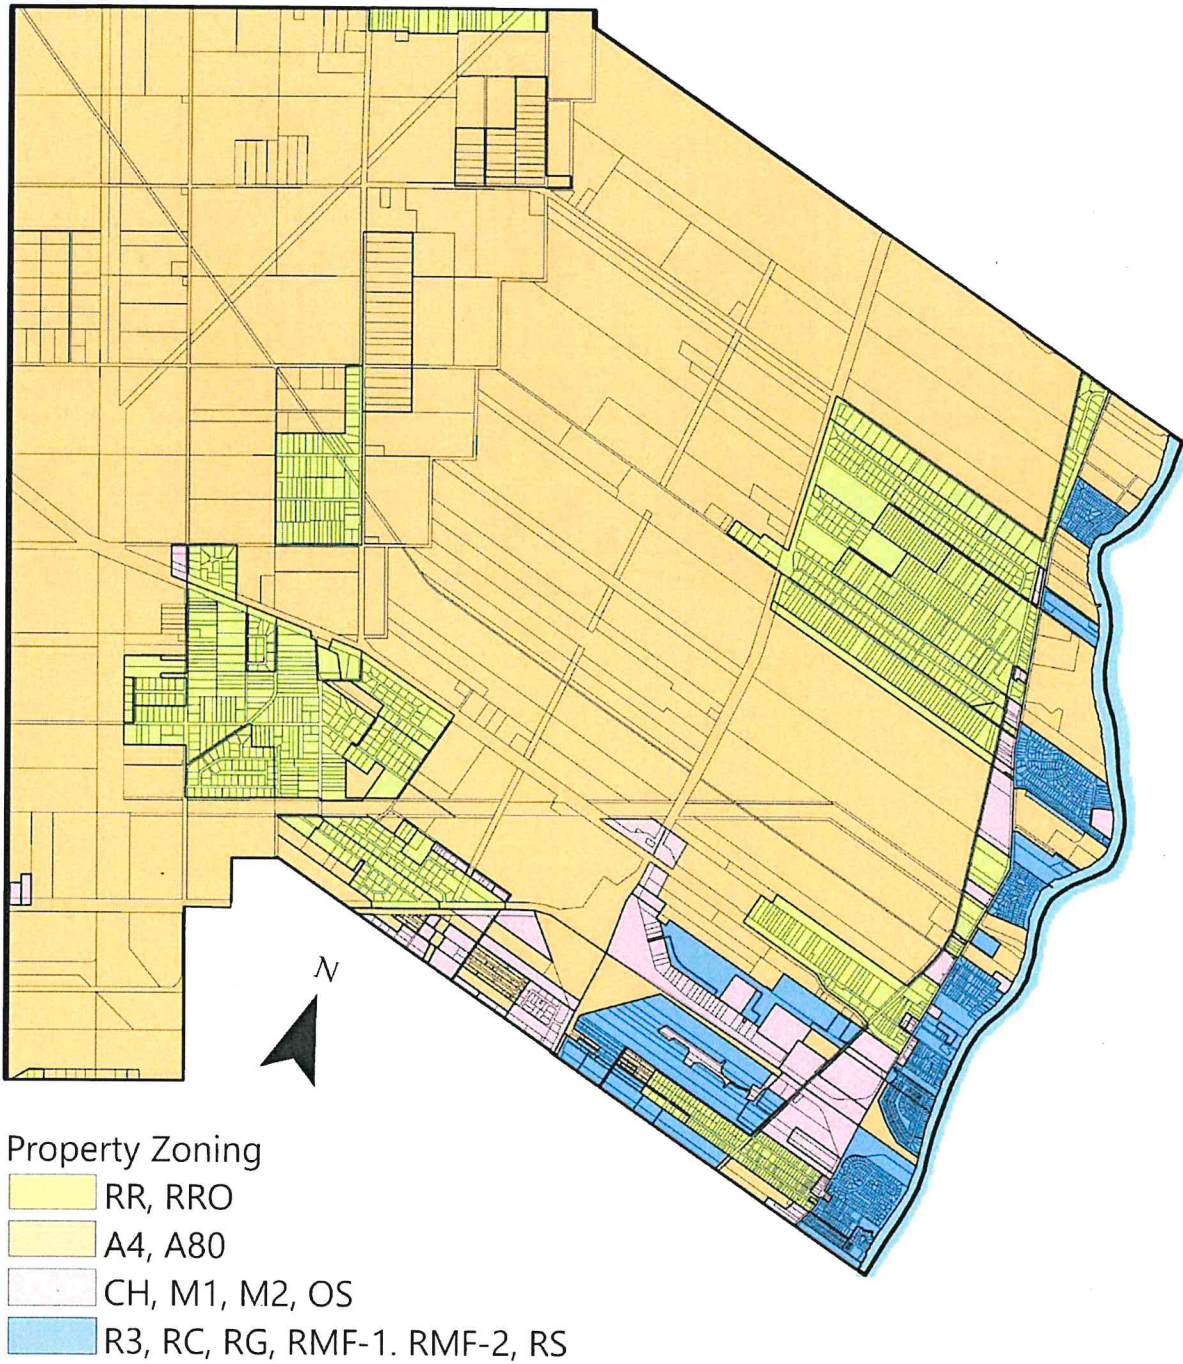 N
Property Zoning
RR, RRO
A4, A80
CH, M1, M2, OS
R3, RC, RG, RMF-1. RMF-2, RS